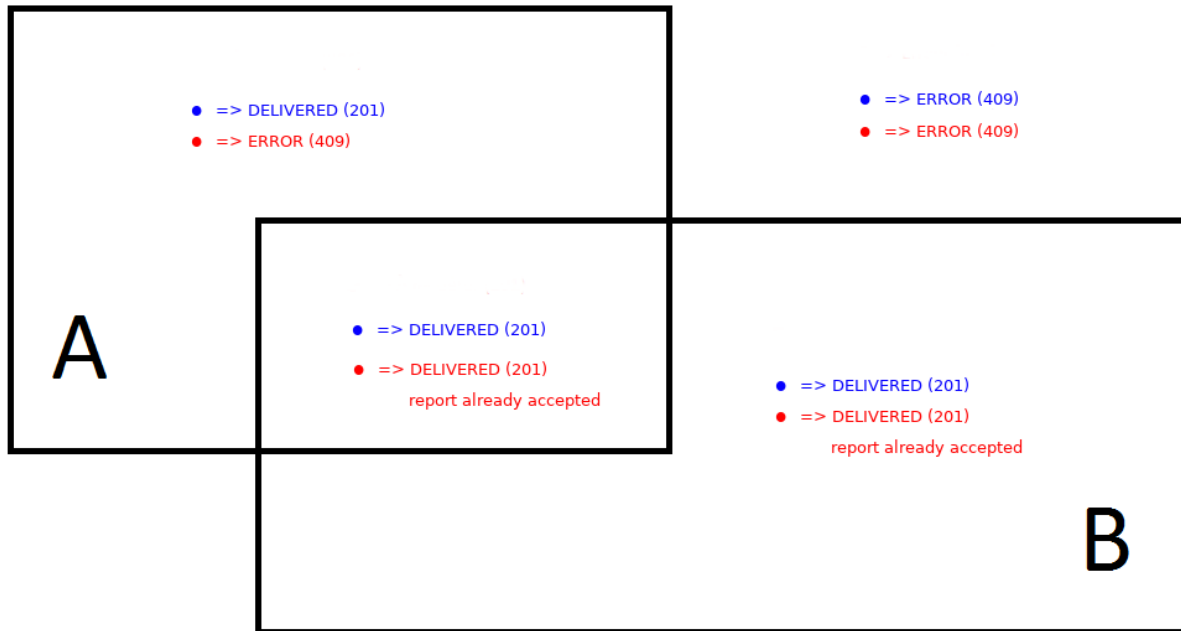 => DELIVERED (201)
=> ERROR (409)
=> ERROR (409)
=> ERROR (409)
A
=> DELIVERED (201)
=> DELIVERED (201)
report already accepted
=> DELIVERED (201)
=> DELIVERED (201)
report already accepted
B